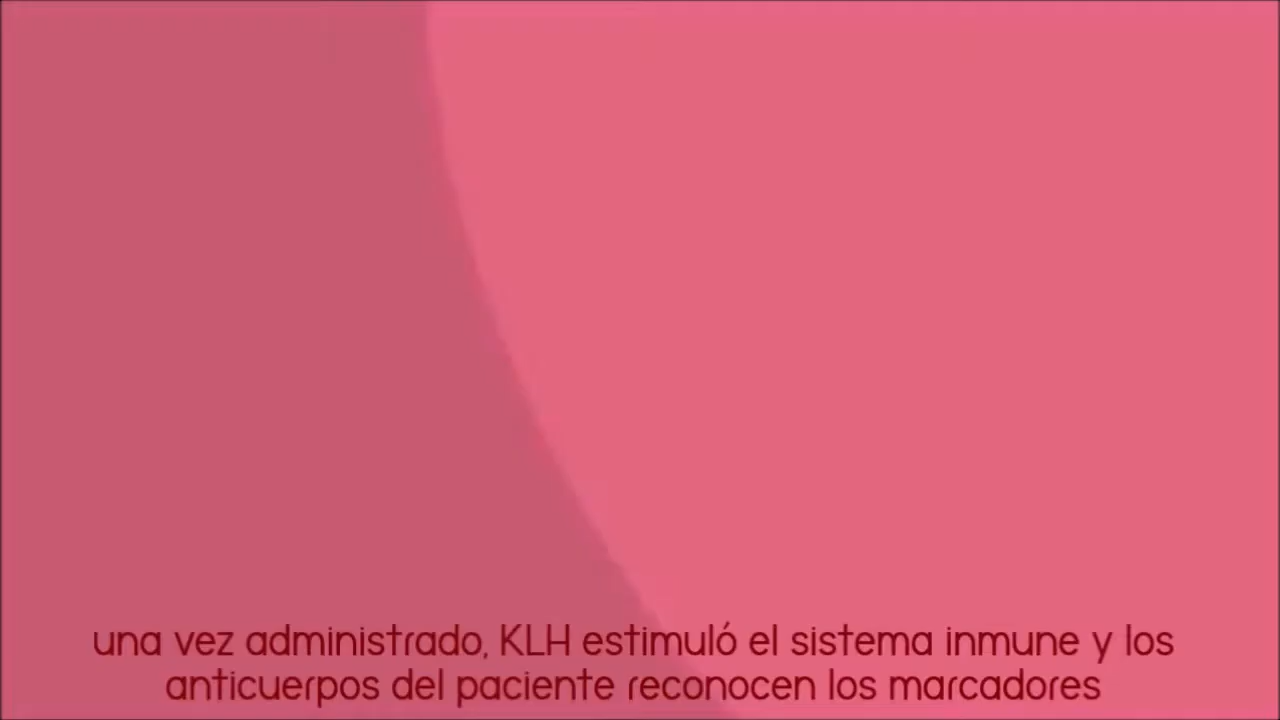 una vez administrado, KLH estimuló el sistema inmune y los
anticuerpos del paciente reconocen los marcadores